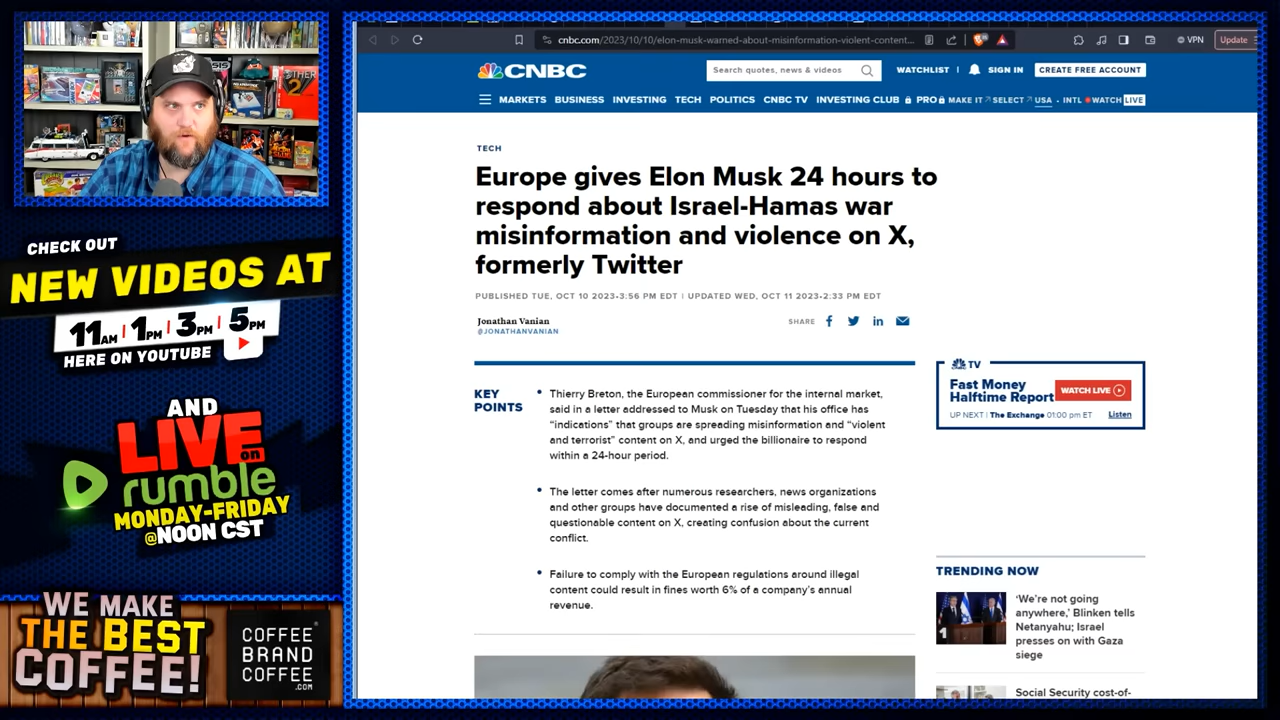 CHECK OUT
NEW VIDEOS AT
11AM | 1PM | 3PM | 5PM
HERE ON YOUTUBE
AND
LIVE on
rumble
MONDAY-FRIDAY
@NOON CST
WE MAKE
THE BEST
COFFEE!
COFFEE
BRAND
COFFEE
.COM
cnbc.com/2023/10/10/elon-musk-warned-about-misinformation-violent-content...
VPN
Update
CNBC
Search quotes, news & videos
WATCHLIST
SIGN IN
CREATE FREE ACCOUNT
MARKETS BUSINESS INVESTING TECH POLITICS CNBC TV INVESTING CLUB PRO MAKE IT SELECT USA • INTL WATCH LIVE
TECH
Europe gives Elon Musk 24 hours to
respond about Israel-Hamas war
misinformation and violence on X,
formerly Twitter
PUBLISHED TUE, OCT 10 2023•3:56 PM EDT | UPDATED WED, OCT 11 2023•2:33 PM EDT
Jonathan Vanian
@JONATHANVANIAN
SHARE
KEY
POINTS
• Thierry Breton, the European commissioner for the internal market,
said in a letter addressed to Musk on Tuesday that his office has
“indications” that groups are spreading misinformation and “violent
and terrorist” content on X, and urged the billionaire to respond
within a 24-hour period.
• The letter comes after numerous researchers, news organizations
and other groups have documented a rise of misleading, false and
questionable content on X, creating confusion about the current
conflict.
• Failure to comply with the European regulations around illegal
content could result in fines worth 6% of a company’s annual
revenue.
TV
Fast Money
Halftime Report
WATCH LIVE
UP NEXT | The Exchange 01:00 pm ET
Listen
TRENDING NOW
1
‘We’re not going
anywhere,’ Blinken tells
Netanyahu; Israel
presses on with Gaza
siege
Social Security cost-of-